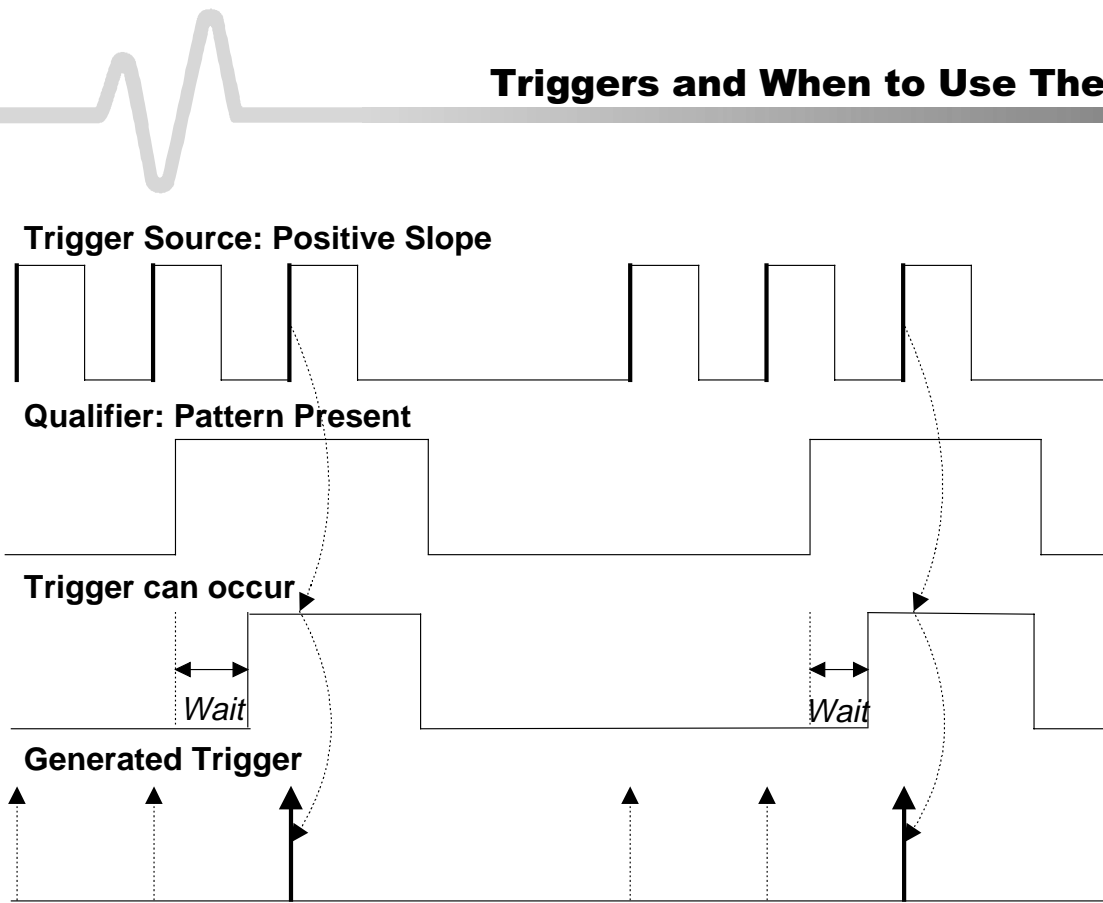 Triggers and When to Use The
Trigger Source: Positive Slope
Qualifier: Pattern Present
Trigger can occur
Wait
Wait
Generated Trigger